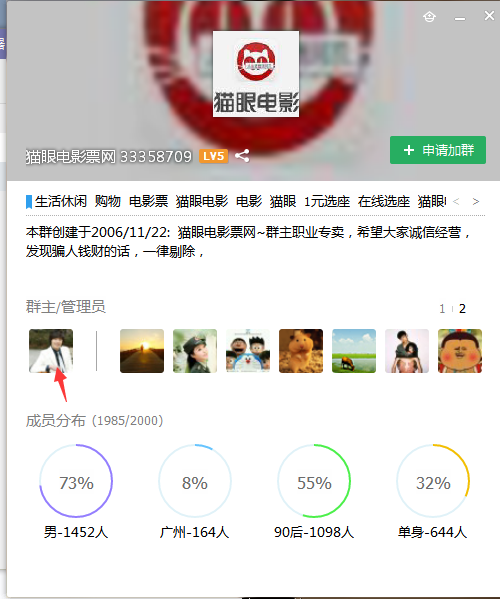 猫眼电影
猫眼电影票网 33358709 LV5
申请加群
生活休闲 购物 电影票 猫眼电影 电影 猫眼 1元选座 在线选座 猫眼
本群创建于2006/11/22: 猫眼电影票网~群主职业专卖，希望大家诚信经营，
发现骗人钱财的话，一律剔除，
群主/管理员
1 2
成员分布 (1985/2000)
73% 8% 55% 32%
男-1452人 广州-164人 90后-1098人 单身-644人